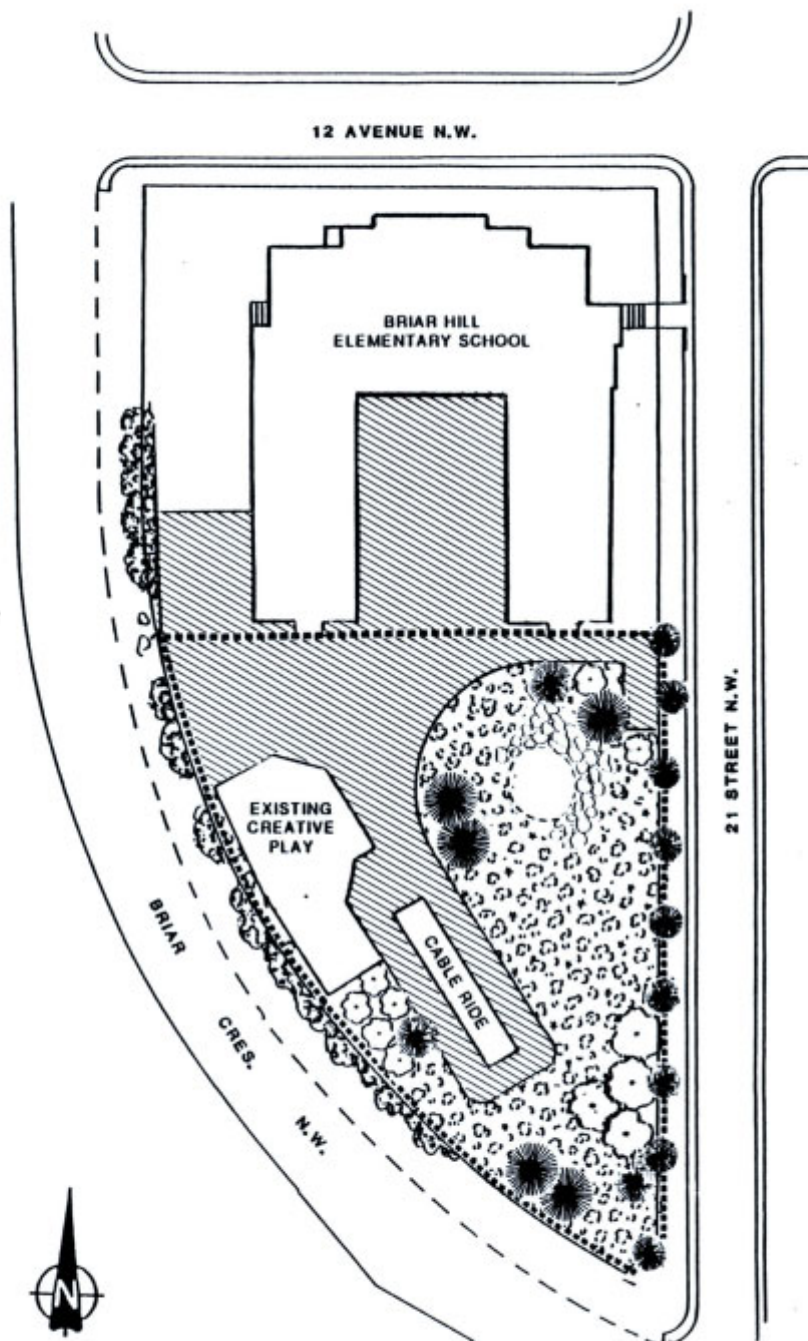 12 AVENUE N.W.
BRIAR HILL
ELEMENTARY SCHOOL
21 STREET N.W.
EXISTING
CREATIVE
PLAY
CABLE RIDE
BRIAR
CRES.
N.W.
N